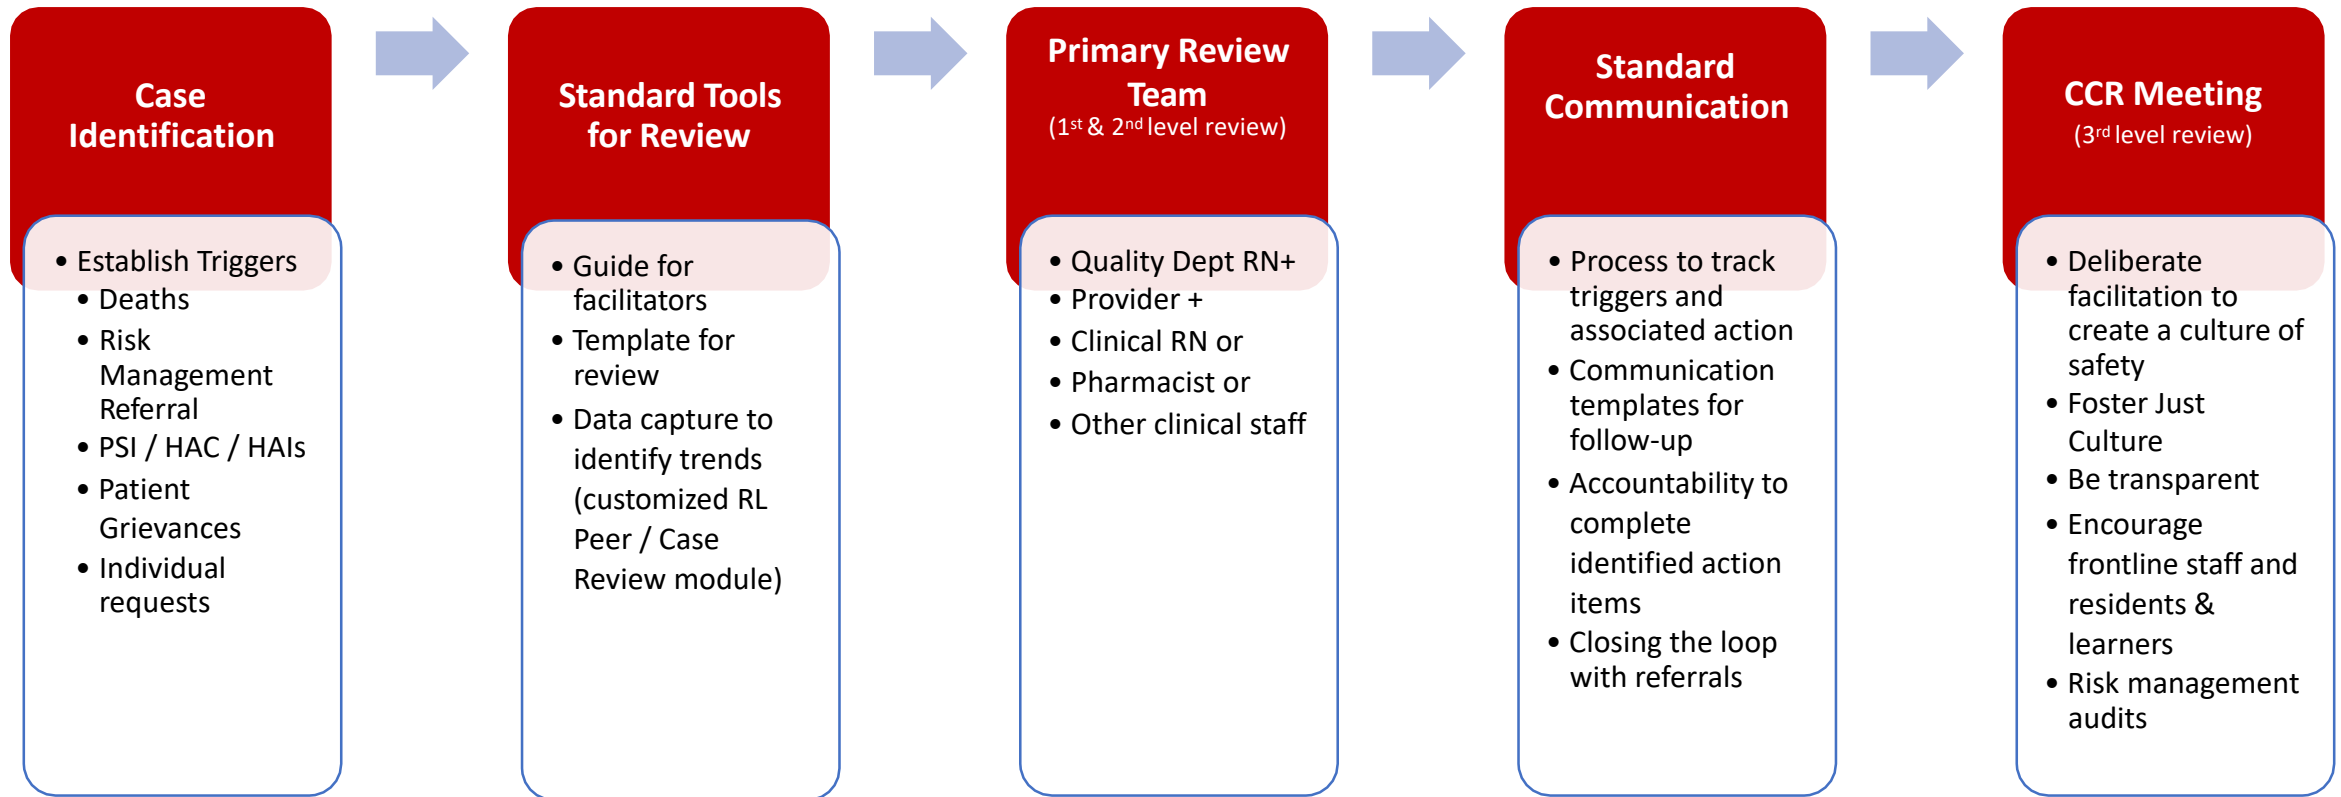 Case
Identification
• Establish Triggers
• Deaths
• Risk
Management
Referral
• PSI / HAC / HAIs
• Patient
Grievances
• Individual
requests
Standard Tools
for Review
• Guide for
facilitators
• Template for
review
• Data capture to
identify trends
(customized RL
Peer / Case
Review module)
Primary Review
Team
(1st & 2nd level review)
• Quality Dept RN+
• Provider +
• Clinical RN or
• Pharmacist or
• Other clinical staff
Standard
Communication
• Process to track
triggers and
associated action
• Communication
templates for
follow-up
• Accountability to
complete
identified action
items
• Closing the loop
with referrals
CCR Meeting
(3rd level review)
• Deliberate
facilitation to
create a culture of
safety
• Foster Just
Culture
• Be transparent
• Encourage
frontline staff and
residents &
learners
• Risk management
audits